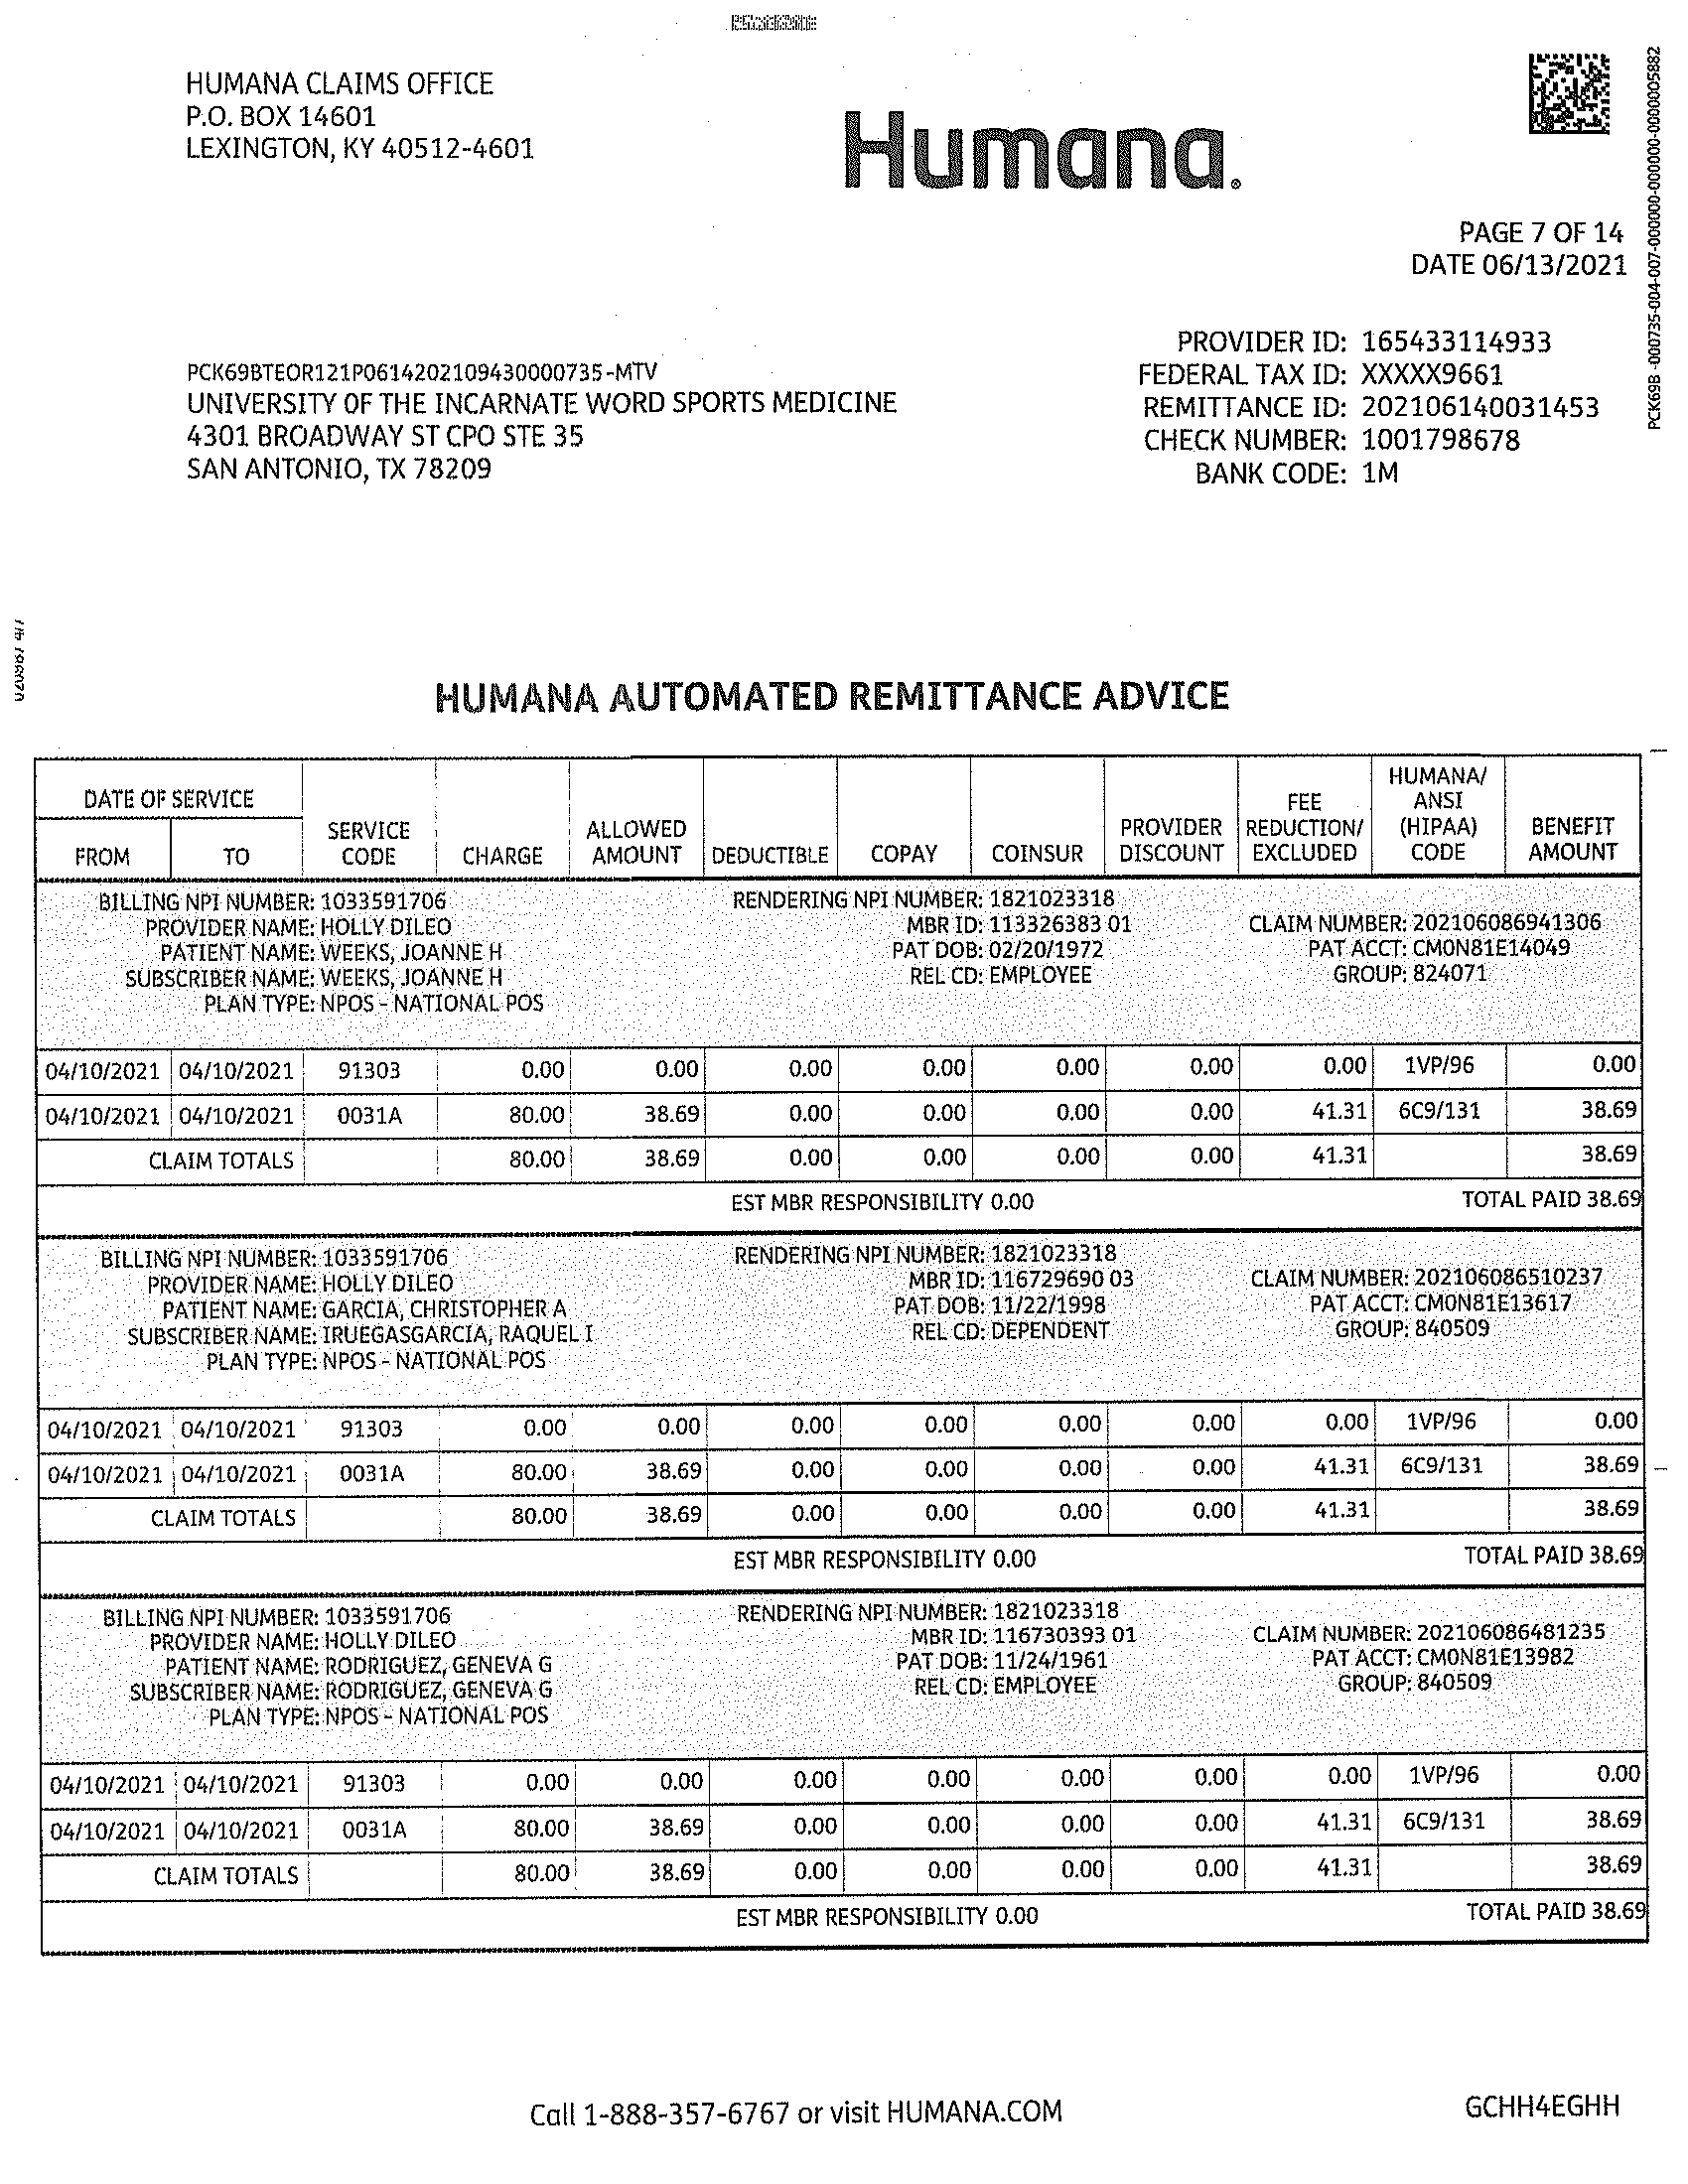 HUMANA CLAIMS OFFICE
P.O. BOX 14601
LEXINGTON, KY 40512-4601
Humana.
PAGE 7 OF 14
DATE 06/13/2021
PCK69B -000735-004-007-000000-000000-0000005882
PROVIDER ID: 165433114933
FEDERAL TAX ID: XXXXX9661
REMITTANCE ID: 202106140031453
CHECK NUMBER: 1001798678
BANK CODE: 1M
PCK69BTEOR121P0614202109430000735-MTV
UNIVERSITY OF THE INCARNATE WORD SPORTS MEDICINE
4301 BROADWAY ST CPO STE 35
SAN ANTONIO, TX 78209
HUMANA AUTOMATED REMITTANCE ADVICE
DATE OF SERVICE FROM TO SERVICE CODE CHARGE ALLOWED AMOUNT DEDUCTIBLE COPAY COINSUR PROVIDER DISCOUNT FEE REDUCTION/ EXCLUDED HUMANA/ ANSI (HIPAA) CODE BENEFIT AMOUNT
BILLING NPI NUMBER: 1033591706 RENDERING NPI NUMBER: 1821023318
PROVIDER NAME: HOLLY DILEO MBR ID: 113326383 01 CLAIM NUMBER: 202106086941306
PATIENT NAME: WEEKS, JOANNE H PAT DOB: 02/20/1972 PAT ACCT: CM0N81E14049
SUBSCRIBER NAME: WEEKS, JOANNE H REL CD: EMPLOYEE GROUP: 824071
PLAN TYPE: NPOS - NATIONAL POS
04/10/2021 04/10/2021 91303 0.00 0.00 0.00 0.00 0.00 0.00 0.00 1VP/96 0.00
04/10/2021 04/10/2021 0031A 80.00 38.69 0.00 0.00 0.00 0.00 41.31 6C9/131 38.69
CLAIM TOTALS 80.00 38.69 0.00 0.00 0.00 0.00 41.31 38.69
EST MBR RESPONSIBILITY 0.00 TOTAL PAID 38.69
BILLING NPI NUMBER: 1033591706 RENDERING NPI NUMBER: 1821023318
PROVIDER NAME: HOLLY DILEO MBR ID: 116729690 03 CLAIM NUMBER: 202106086510237
PATIENT NAME: GARCIA, CHRISTOPHER A PAT DOB: 11/22/1998 PAT ACCT: CM0N81E13617
SUBSCRIBER NAME: IRUEGASGARCIA, RAQUEL I REL CD: DEPENDENT GROUP: 840509
PLAN TYPE: NPOS - NATIONAL POS
04/10/2021 04/10/2021 91303 0.00 0.00 0.00 0.00 0.00 0.00 0.00 1VP/96 0.00
04/10/2021 04/10/2021 0031A 80.00 38.69 0.00 0.00 0.00 0.00 41.31 6C9/131 38.69
CLAIM TOTALS 80.00 38.69 0.00 0.00 0.00 0.00 41.31 38.69
EST MBR RESPONSIBILITY 0.00 TOTAL PAID 38.69
BILLING NPI NUMBER: 1033591706 RENDERING NPI NUMBER: 1821023318
PROVIDER NAME: HOLLY DILEO MBR ID: 116730393 01 CLAIM NUMBER: 202106086481235
PATIENT NAME: RODRIGUEZ, GENEVA G PAT DOB: 11/24/1961 PAT ACCT: CM0N81E13982
SUBSCRIBER NAME: RODRIGUEZ, GENEVA G REL CD: EMPLOYEE GROUP: 840509
PLAN TYPE: NPOS - NATIONAL POS
04/10/2021 04/10/2021 91303 0.00 0.00 0.00 0.00 0.00 0.00 0.00 1VP/96 0.00
04/10/2021 04/10/2021 0031A 80.00 38.69 0.00 0.00 0.00 0.00 41.31 6C9/131 38.69
CLAIM TOTALS 80.00 38.69 0.00 0.00 0.00 0.00 41.31 38.69
EST MBR RESPONSIBILITY 0.00 TOTAL PAID 38.69
Call 1-888-357-6767 or visit HUMANA.COM
GCHH4EGHH